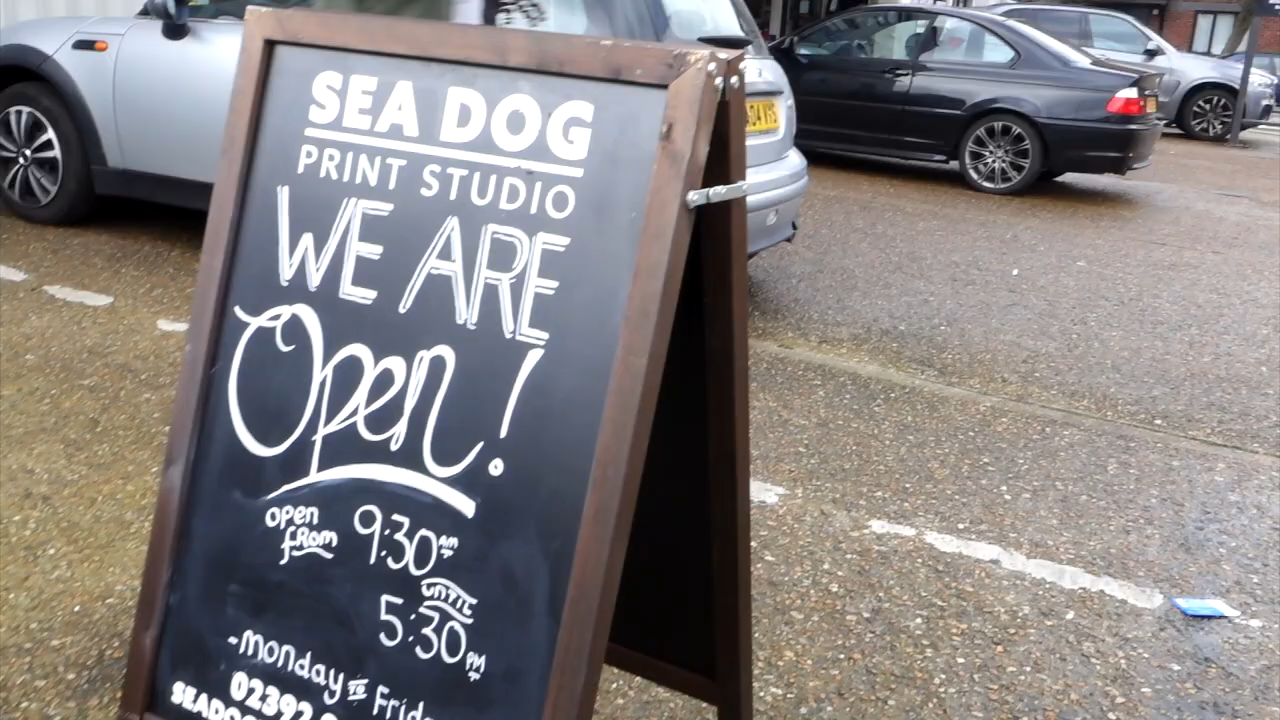 SEA DOG
PRINT STUDIO
WE ARE
Open!
open from 9:30 AM
UNTIL
5:30 PM
-Monday TO
02392